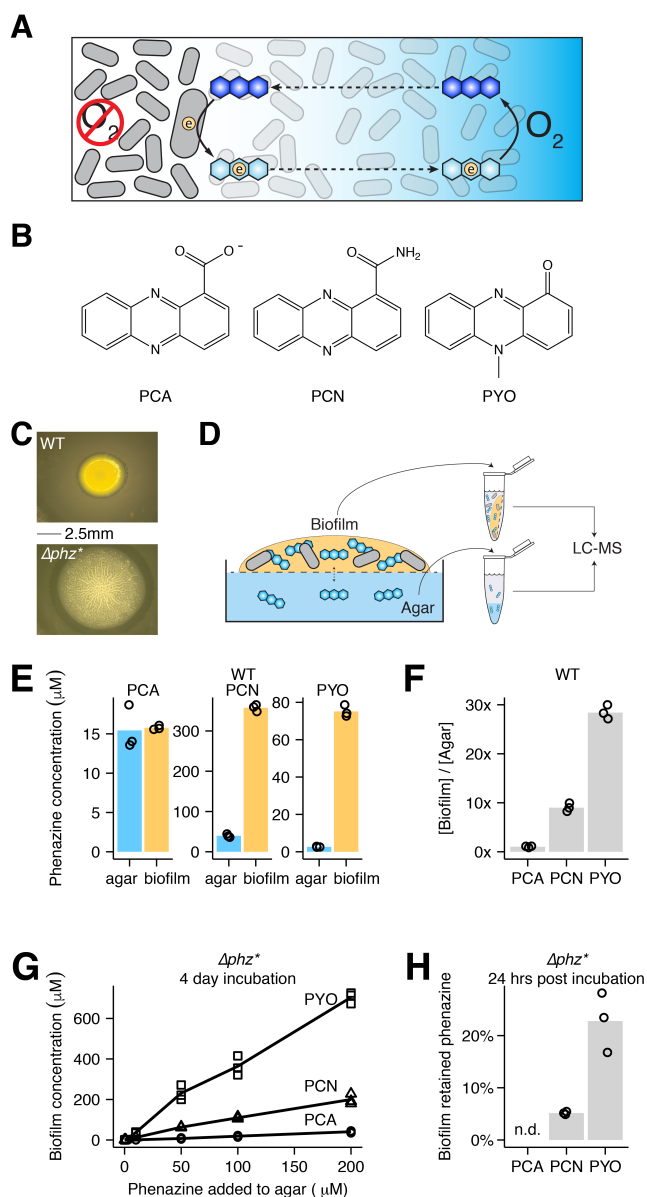 A
O2
e
e
e
O2
B
O
O -
N
N
PCA
O
NH2
N
N
PCN
O
N
N
PYO
C
WT
2.5mm
Δphz*
D
Biofilm
Agar
LC-MS
E
Phenazine concentration (μM)
WT
PCA
PCN
PYO
15
10
5
0
300
200
100
0
80
60
40
20
0
agar biofilm
agar biofilm
agar biofilm
F
WT
[Biofilm] / [Agar]
30x
20x
10x
0x
PCA PCN PYO
G
Δphz*
4 day incubation
Biofilm concentration (μM)
600
400
200
0
PYO
PCN
PCA
0 50 100 150 200
Phenazine added to agar ( μM)
H
Δphz*
24 hrs post incubation
Biofilm retained phenazine
20%
10%
0%
n.d.
PCA PCN PYO